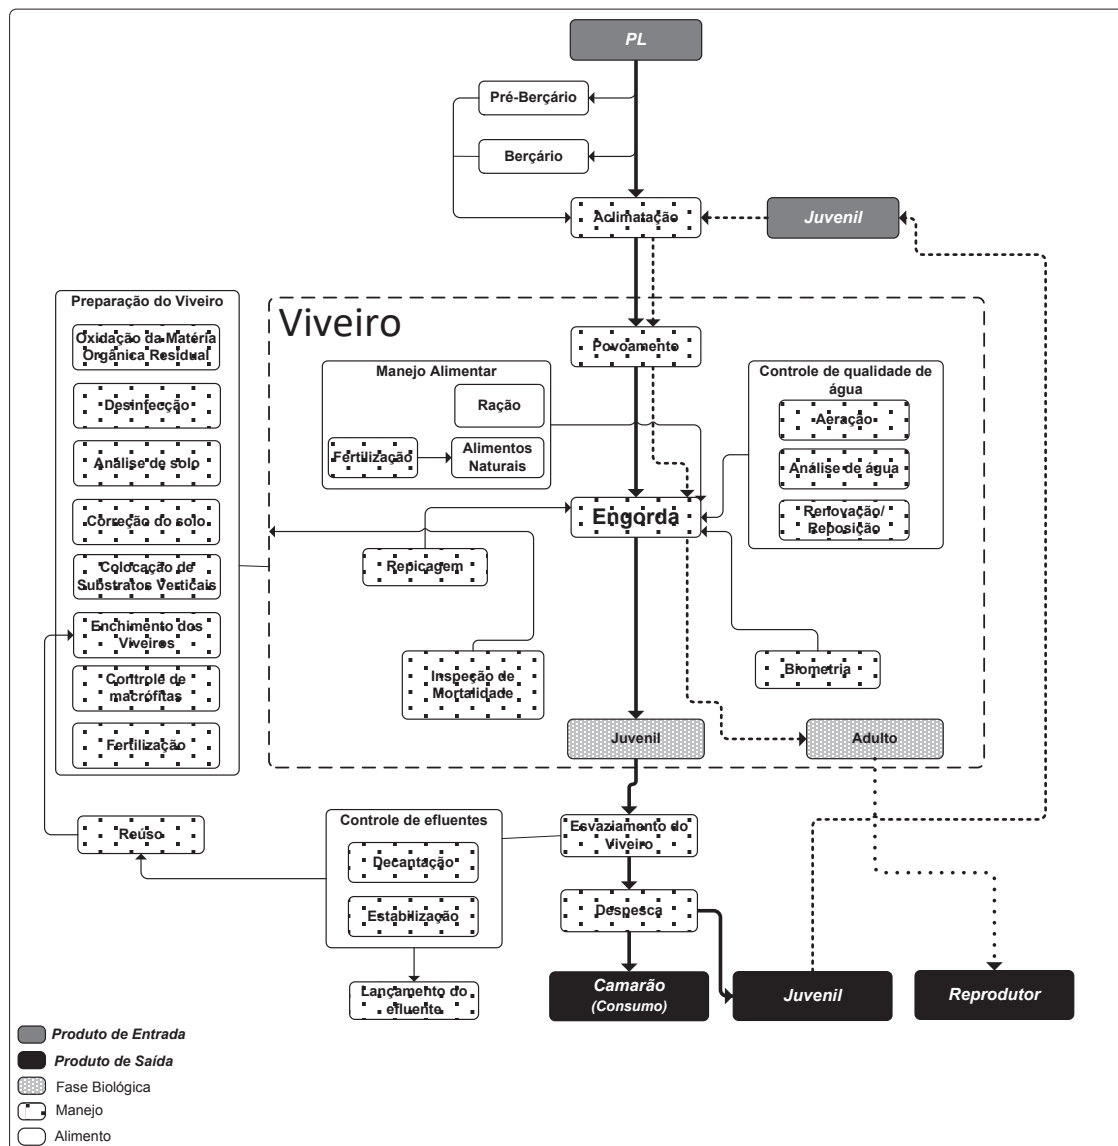 PL
Pré-Berçário
Berçário
Aclimatação
Juvenil
Preparação do Viveiro
Oxidação da Matéria
Orgânica Residual
Desinfecção
Análise de solo
Correção do solo
Colocação de
Substratos Verticais
Enchimento dos
Viveiros
Controle de
macrófitas
Fertilização
Viveiro
Povoamento
Manejo Alimentar
Ração
Fertilização
Alimentos
Naturais
Controle de qualidade de
água
Aeração
Análise de água
Renovação/
Reposição
Engorda
Repicagem
Inspeção de
Mortalidade
Biometria
Juvenil
Adulto
Reúso
Controle de efluentes
Decantação
Estabilização
Esvaziamento do
Viveiro
Despesca
Lançamento do
efluente
Camarão
(Consumo)
Juvenil
Reprodutor
Produto de Entrada
Produto de Saída
Fase Biológica
Manejo
Alimento